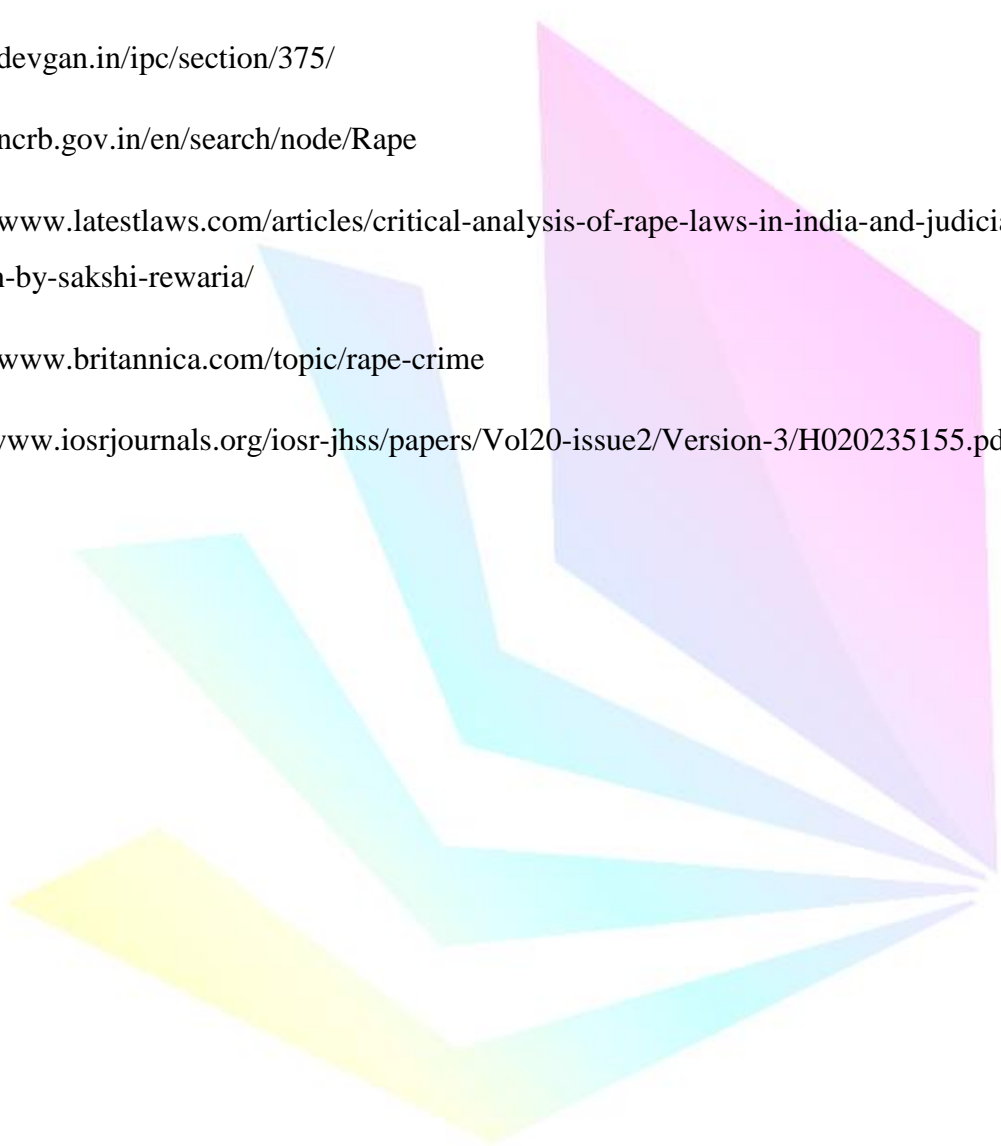 devgan.in/ipc/section/375/
ncrb.gov.in/en/search/node/Rape
www.latestlaws.com/articles/critical-analysis-of-rape-laws-in-india-and-judicia
-by-sakshi-rewaria/
www.britannica.com/topic/rape-crime
www.iosrjournals.org/iosr-jhss/papers/Vol20-issue2/Version-3/H020235155.pd